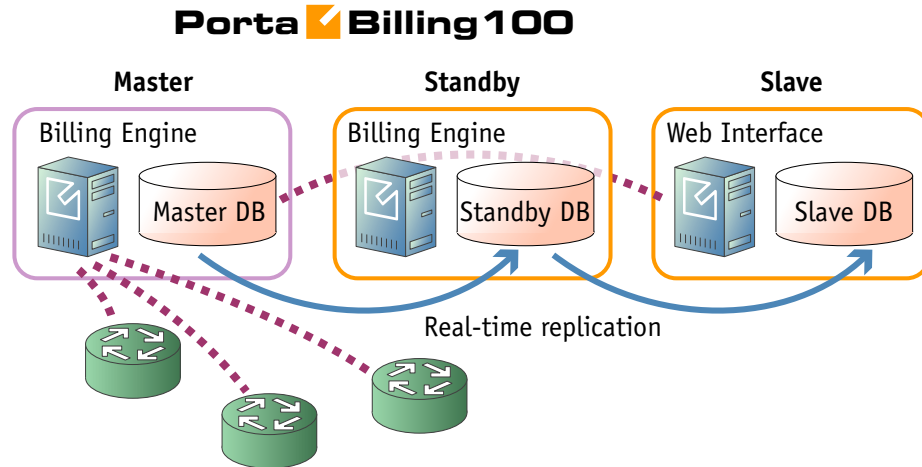 Porta Billing100
Master Standby Slave
Billing Engine Billing Engine Web Interface
Master DB Standby DB Slave DB
Real-time replication